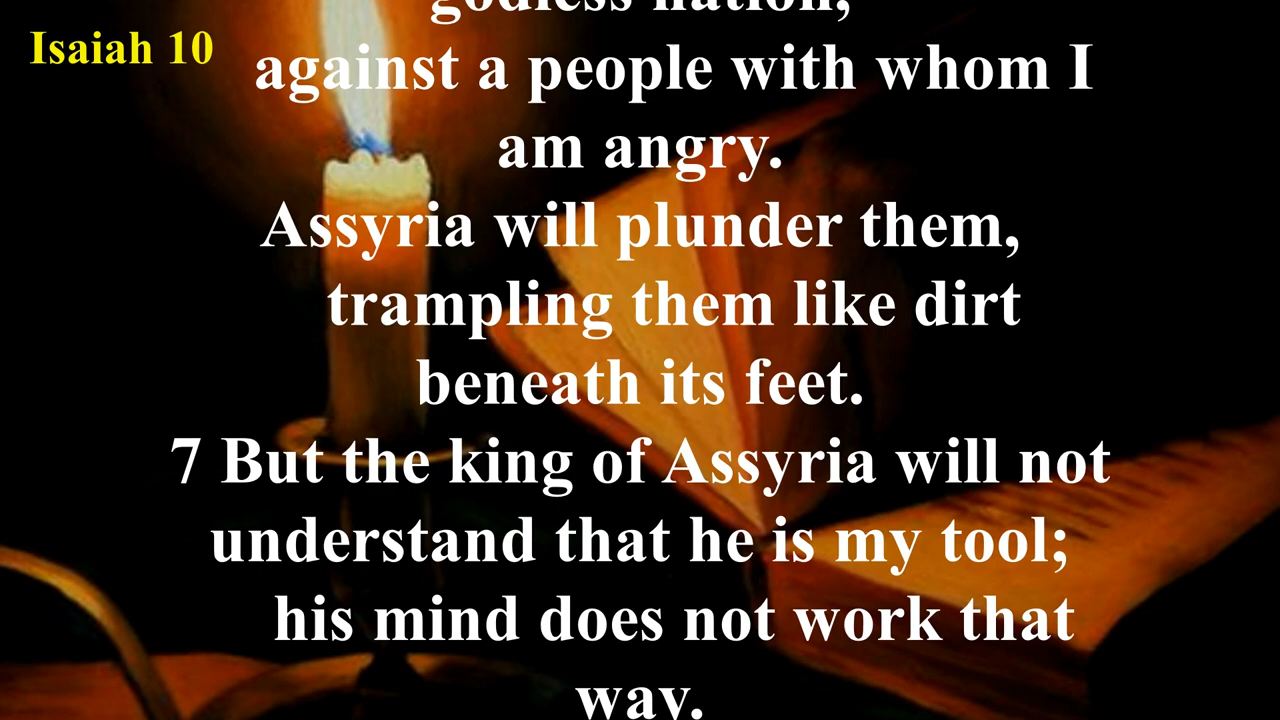 Isaiah 10
godless nation,
against a people with whom I
am angry.
Assyria will plunder them,
trampling them like dirt
beneath its feet.
7 But the king of Assyria will not
understand that he is my tool;
his mind does not work that
way.